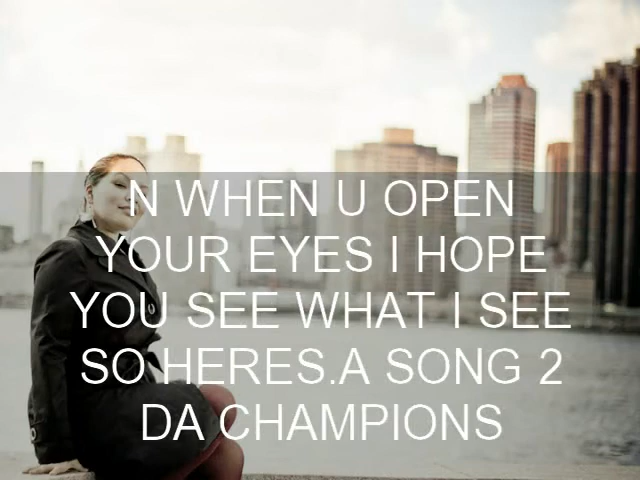 N WHEN U OPEN
YOUR EYES I HOPE
YOU SEE WHAT I SEE
SO HERES.A SONG 2
DA CHAMPIONS